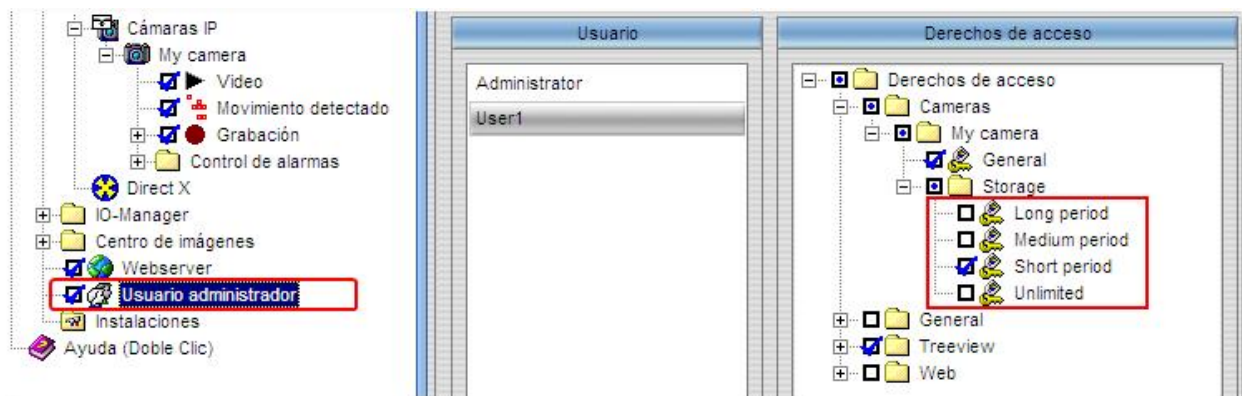 Cámaras IP
My camera
Video
Movimiento detectado
Grabación
Control de alarmas
Direct X
IO-Manager
Centro de imágenes
Webserver
Usuario administrador
Instalaciones
Ayuda (Doble Clic)
Usuario
Administrator
User1
Derechos de acceso
Derechos de acceso
Cameras
My camera
General
Storage
Long period
Medium period
Short period
Unlimited
General
Treeview
Web